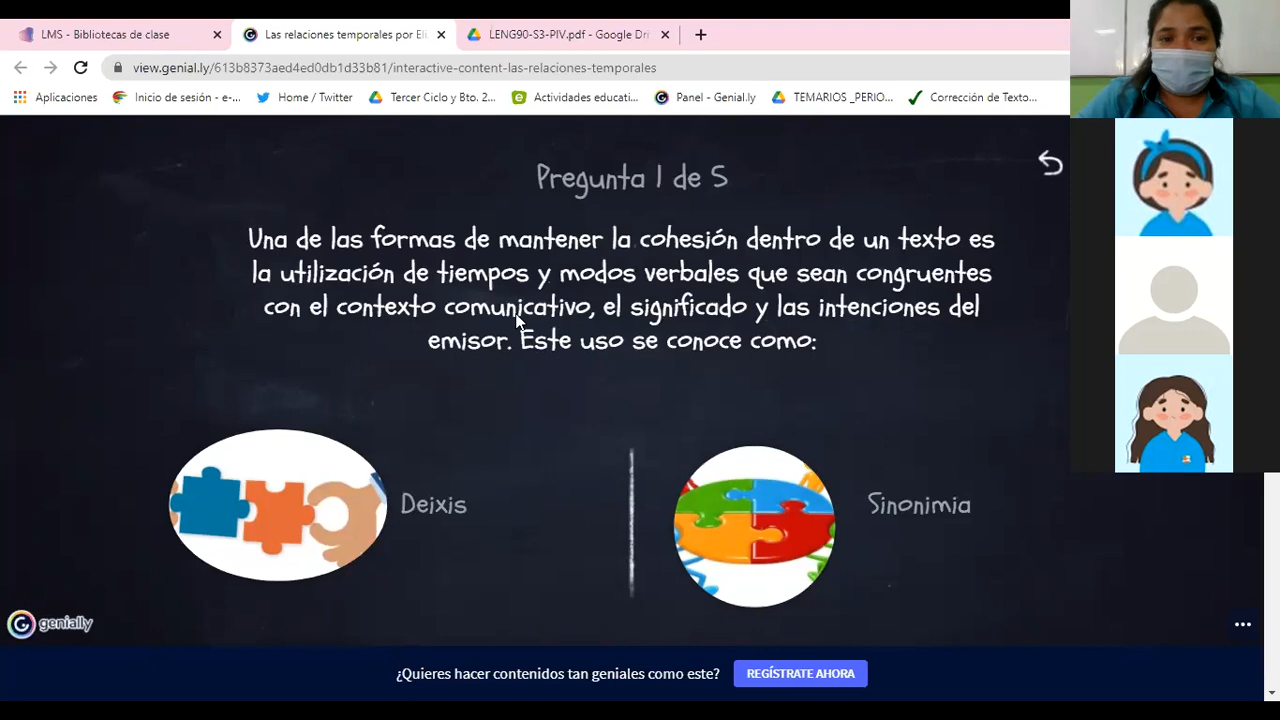 LMS - Bibliotecas de clase
Las relaciones temporales por Eli
LENG90-S3-PIV.pdf - Google Dri
view.genial.ly/613b8373aed4ed0db1d33b81/interactive-content-las-relaciones-temporales
Aplicaciones
Inicio de sesión - e-...
Home / Twitter
Tercer Ciclo y Bto. 2...
Actividades educati...
Panel - Genial.ly
TEMARIOS _PERIO...
Corrección de Texto...
Pregunta 1 de 5
Una de las formas de mantener la cohesión dentro de un texto es
la utilización de tiempos y modos verbales que sean congruentes
con el contexto comunicativo, el significado y las intenciones del
emisor. Este uso se conoce como:
Deixis
Sinonimia
genially
¿Quieres hacer contenidos tan geniales como este?
REGÍSTRATE AHORA